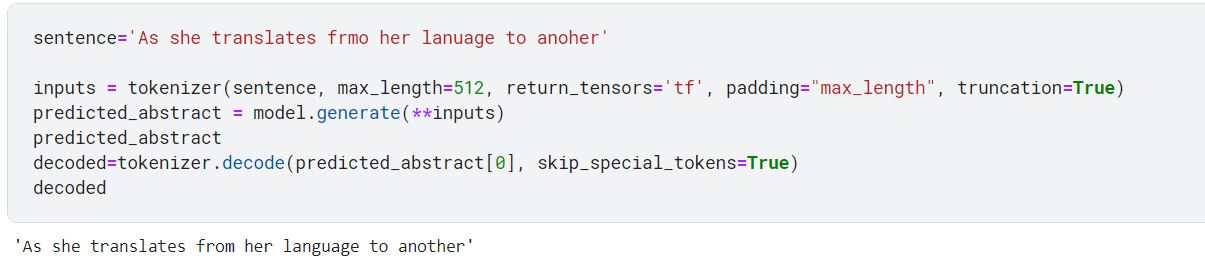 sentence='As she translates frmo her lanuage to anoher'
inputs = tokenizer(sentence, max_length=512, return_tensors='tf', padding="max_length", truncation=True)
predicted_abstract = model.generate(**inputs)
predicted_abstract
decoded=tokenizer.decode(predicted_abstract[0], skip_special_tokens=True)
decoded
'As she translates from her language to another'